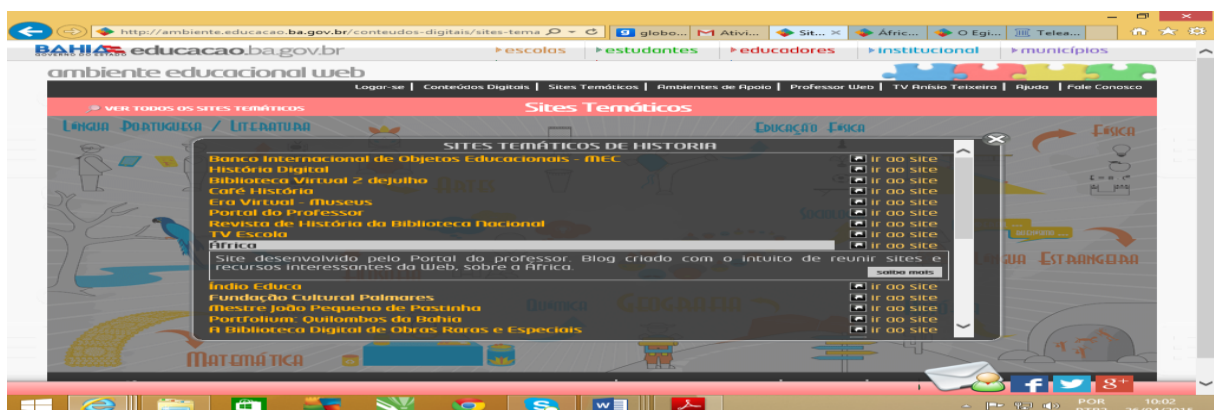 http://ambiente.educacao.ba.gov.br/conteudos-digitais/sites-tema
globo... Ativi... Sit... Áfric... O Egi... Telea...
BAHIA educacao.ba.gov.br escolas estudantes educadores institucional municípios
GOVERNO DO ESTADO
ambiente educacional web
Logar-se | Conteúdos Digitais | Sites Temáticos | Ambientes de Apoio | Professor Web | TV Anísio Teixeira | Ajuda | Fale Conosco
VER TODOS OS SITES TEMÁTICOS Sites Temáticos
Língua Portuguesa / Literatura Educação Física Física
SITES TEMÁTICOS DE HISTORIA
Banco Internacional de Objetos Educacionais - MEC ir ao site
História Digital ir ao site
Biblioteca Virtual 2 dejulho ir ao site
Café História ir ao site
Era Virtual - Museus ir ao site
Portal do Professor ir ao site
Revista de História da Biblioteca Nacional ir ao site
TV Escola ir ao site
África ir ao site
Site desenvolvido pelo Portal do professor. Blog criado com o intuito de reunir sites e
recursos interessantes da Web, sobre a África.
saiba mais
Estrangeira
Índio Educa ir ao site
Fundação Cultural Palmares ir ao site
Mestre João Pequeno de Pastinha ir ao site
Portfolium: Quilombos da Bahia ir ao site
A Biblioteca Digital de Obras Raras e Especiais ir ao site
Matemática
POR 10:02